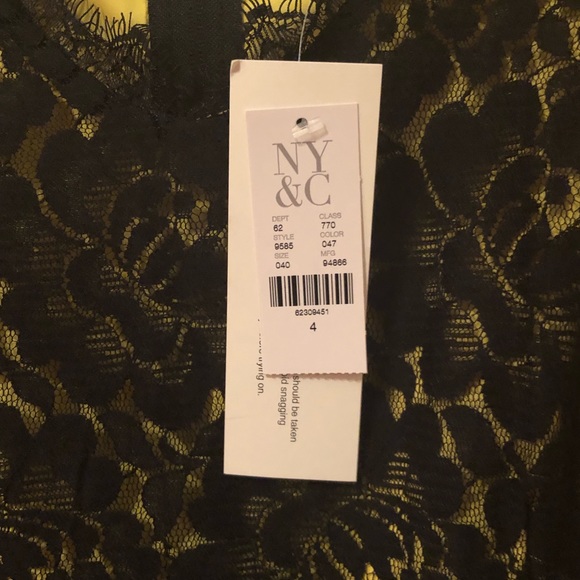 NY
&C
DEPT CLASS
62 770
STYLE COLOR
9585 047
SIZE MFG
040 94866
62309451
4
trying on.
should be taken
snagging